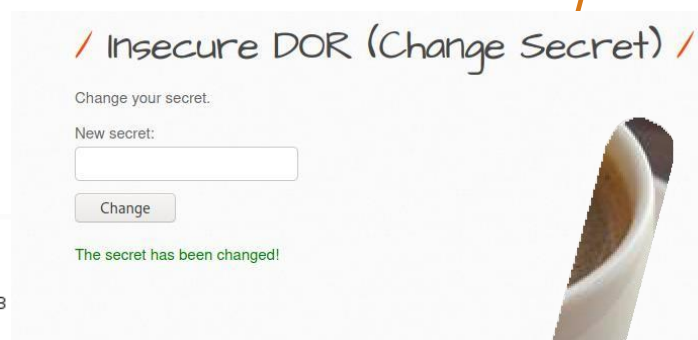 / Insecure DOR (Change Secret) /
Change your secret.
New secret:
Change
The secret has been changed!